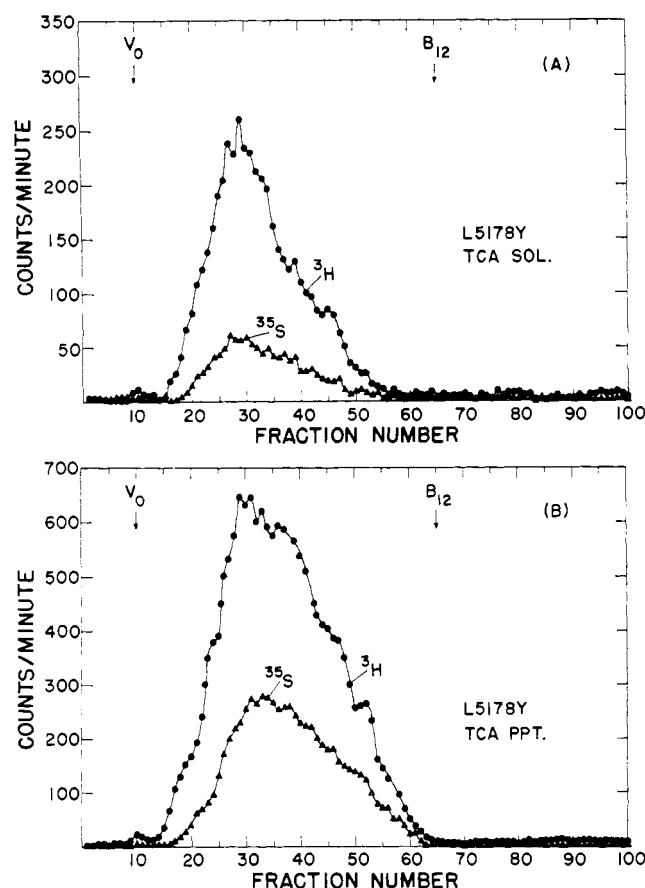 350
300
250
200
150
100
50
COUNTS/MINUTE
V₀
B₁₂
(A)
L5178Y
TCA SOL.
³H
³⁵S
10 20 30 40 50 60 70 80 90 100
FRACTION NUMBER
700
600
500
400
300
200
100
COUNTS/MINUTE
V₀
B₁₂
(B)
L5178Y
TCA PPT.
³H
³⁵S
10 20 30 40 50 60 70 80 90 100
FRACTION NUMBER